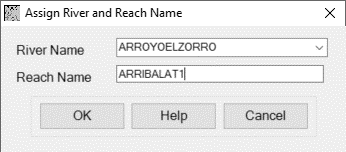 Assign River and Reach Name
River Name ARROYOELZORRO
Reach Name ARRIBALAT1
OK Help Cancel